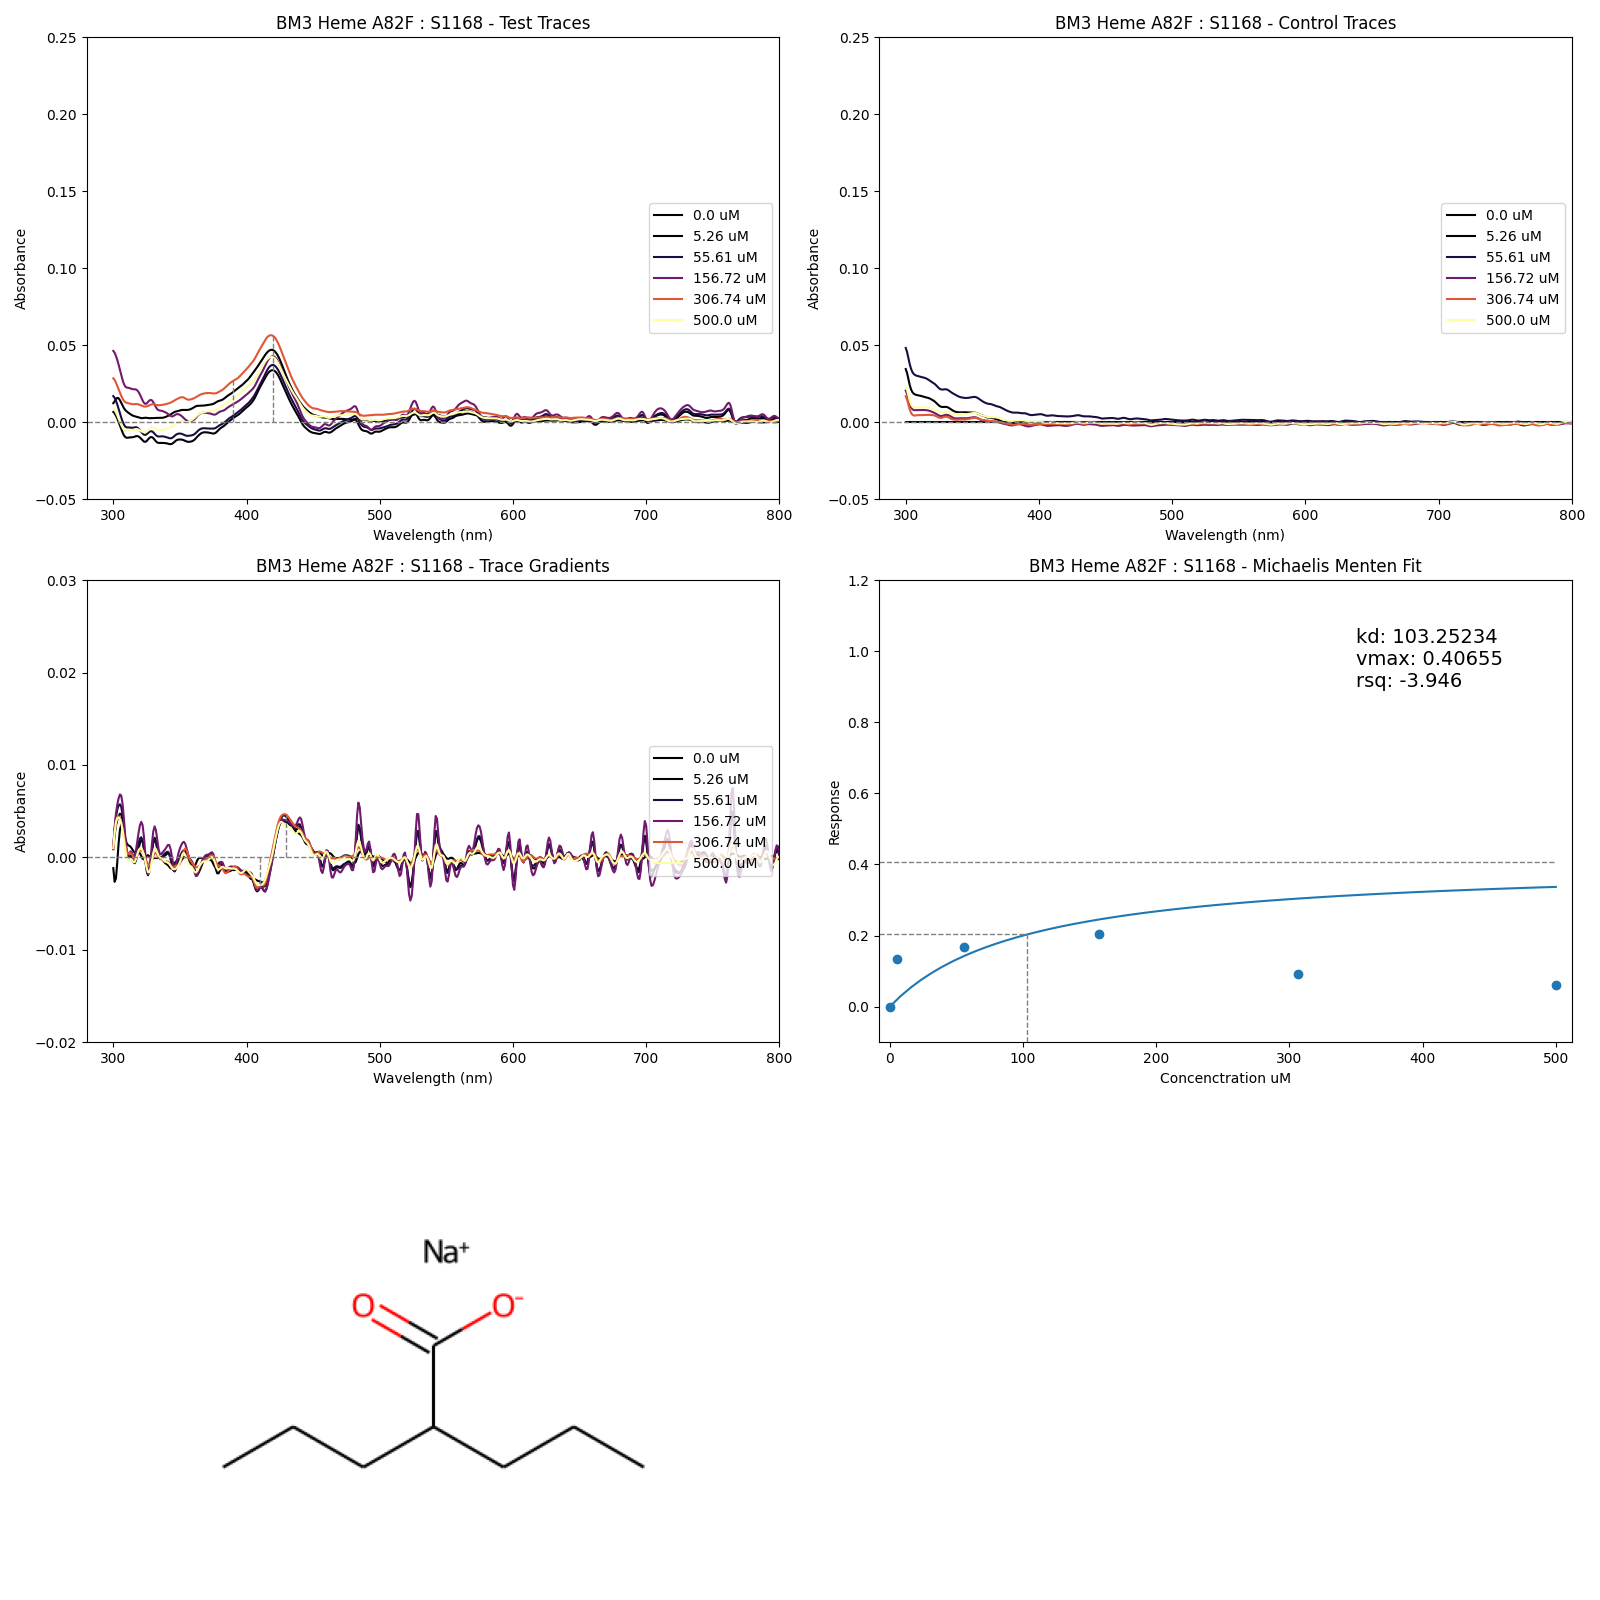 BM3 Heme A82F : S1168 - Test Traces
0.25
0.20
0.15
0.10
0.05
0.00
−0.05
Absorbance
300 400 500 600 700 800
Wavelength (nm)
0.0 uM
5.26 uM
55.61 uM
156.72 uM
306.74 uM
500.0 uM
BM3 Heme A82F : S1168 - Control Traces
0.25
0.20
0.15
0.10
0.05
0.00
−0.05
Absorbance
300 400 500 600 700 800
Wavelength (nm)
0.0 uM
5.26 uM
55.61 uM
156.72 uM
306.74 uM
500.0 uM
BM3 Heme A82F : S1168 - Trace Gradients
0.03
0.02
0.01
0.00
−0.01
−0.02
Absorbance
300 400 500 600 700 800
Wavelength (nm)
0.0 uM
5.26 uM
55.61 uM
156.72 uM
306.74 uM
500.0 uM
BM3 Heme A82F : S1168 - Michaelis Menten Fit
1.2
1.0
0.8
0.6
0.4
0.2
0.0
Response
kd: 103.25234
vmax: 0.40655
rsq: -3.946
0 100 200 300 400 500
Concenctration uM
Na+
O O−